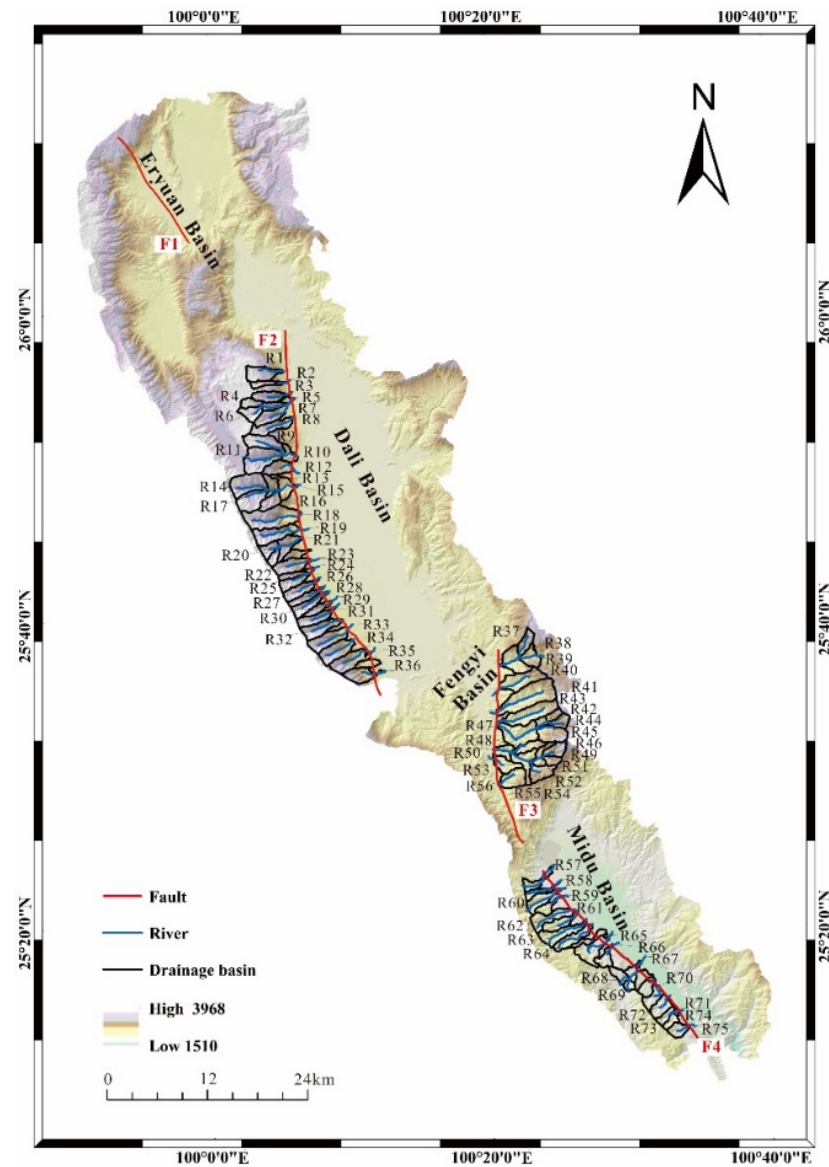 100°0'0"E
100°20'0"E
100°40'0"E
N
Eryuan Basin
F1
26°0'0"N
26°0'0"N
F2
R1
R2
R3
R4
R5
R6
R7
R8
R9
R10
R11
R12
R13
R14
R15
R16
R17
R18
R19
R20
R21
R22
R23
R24
R25
R26
R27
R28
R29
R30
R31
R32
R33
R34
R35
R36
Dali Basin
25°40'0"N
25°40'0"N
Fengyi
Basin
R37
R38
R39
R40
R41
R43
R42
R44
R45
R46
R47
R48
R49
R50
R51
R52
R53
R54
R55
R56
F3
Midu Basin
R57
R58
R59
R60
R61
R62
R63
R64
R65
R66
R67
R68
R69
R70
R71
R72
R73
R74
R75
F4
25°20'0"N
25°20'0"N
Fault
River
Drainage basin
High 3968
Low 1510
0 12 24km
100°0'0"E
100°20'0"E
100°40'0"E